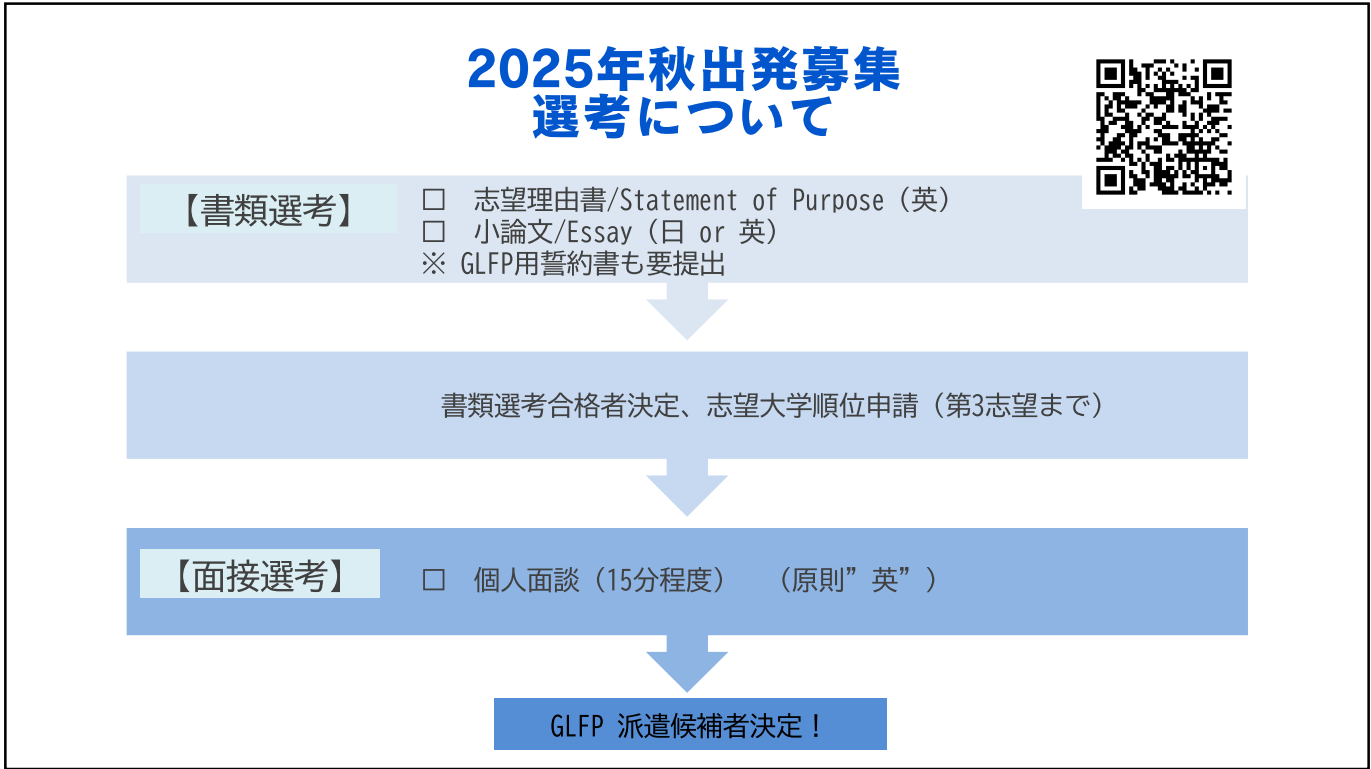 2025年秋出発募集
選考について
【書類選考】
□ 志望理由書/Statement of Purpose（英）
□ 小論文/Essay（日 or 英）
※ GLFP用誓約書も要提出
書類選考合格者決定、志望大学順位申請（第3志望まで）
【面接選考】
□ 個人面談（15分程度） （原則”英”）
GLFP 派遣候補者決定！